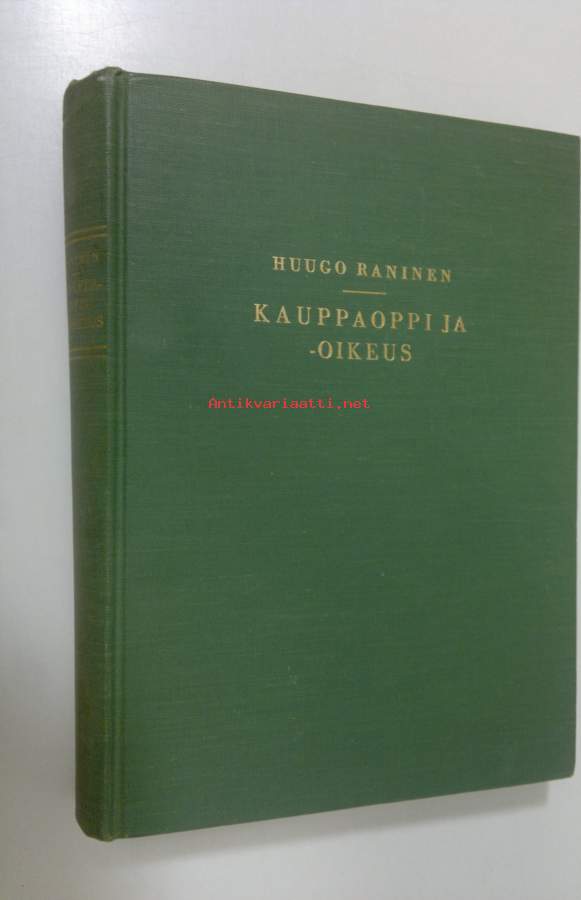 HUUGO RANINEN
KAUPPAOPPI JA
-OIKEUS
Antikvariaatti.net